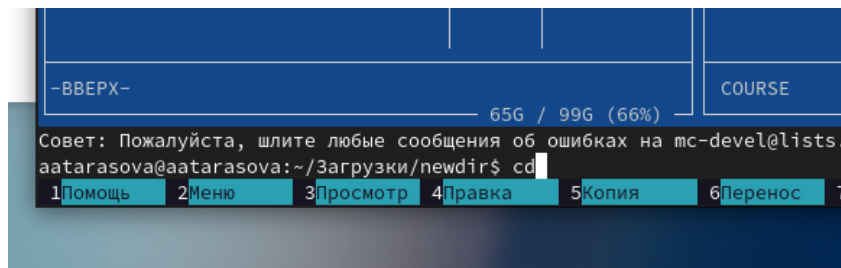 -ВВЕРХ-
COURSE
65G / 99G (66%)
Совет: Пожалуйста, шлите любые сообщения об ошибках на mc-devel@lists.
aatarasova@aatarasova:~/Загрузки/newdir$ cd
1Помощь 2Меню 3Просмотр 4Правка 5Копия 6Перенос 7